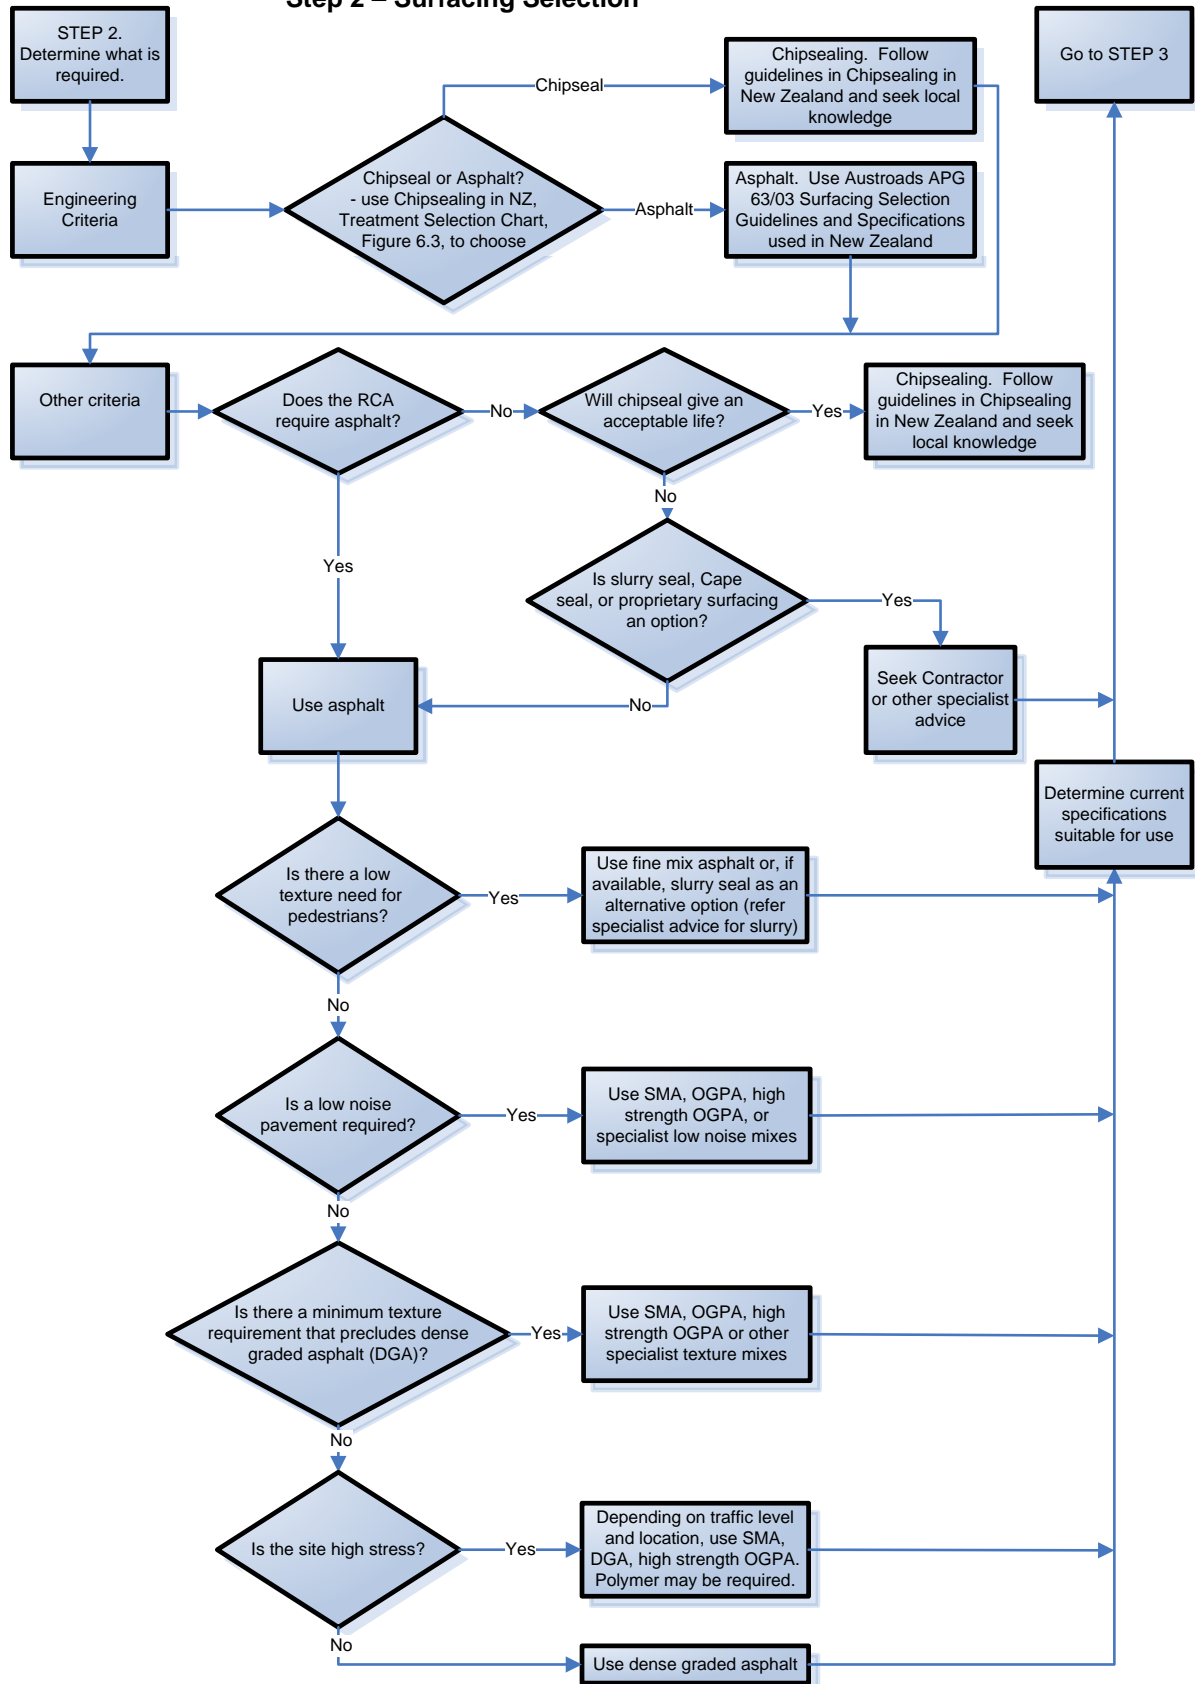 Step 2 – Surfacing Selection
STEP 2.
Determine what is
required.
Chipsealing. Follow
guidelines in Chipsealing in
New Zealand and seek local
knowledge
Go to STEP 3
Chipseal
Engineering
Criteria
Chipseal or Asphalt?
- use Chipsealing in NZ,
Treatment Selection Chart,
Figure 6.3, to choose
Asphalt
Asphalt. Use Austroads APG
63/03 Surfacing Selection
Guidelines and Specifications
used in New Zealand
Other criteria
Does the RCA
require asphalt?
No
Will chipseal give an
acceptable life?
Yes
Chipsealing. Follow
guidelines in Chipsealing
in New Zealand and seek
local knowledge
No
Yes
Is slurry seal, Cape
seal, or proprietary surfacing
an option?
Yes
Seek Contractor
or other specialist
advice
Use asphalt
No
Determine current
specifications
suitable for use
Is there a low
texture need for
pedestrians?
Yes
Use fine mix asphalt or, if
available, slurry seal as an
alternative option (refer
specialist advice for slurry)
No
Is a low noise
pavement required?
Yes
Use SMA, OGPA, high
strength OGPA, or
specialist low noise mixes
No
Is there a minimum texture
requirement that precludes dense
graded asphalt (DGA)?
Yes
Use SMA, OGPA, high
strength OGPA or other
specialist texture mixes
No
Is the site high stress?
Yes
Depending on traffic level
and location, use SMA,
DGA, high strength OGPA.
Polymer may be required.
No
Use dense graded asphalt